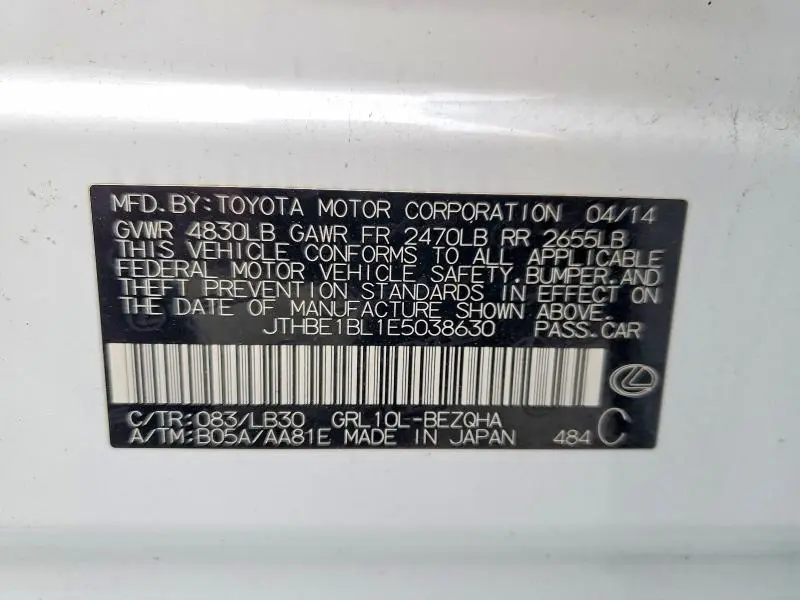 MFD. BY: TOYOTA MOTOR CORPORATION 04/14
GVWR 4830LB GAWR FR 2470LB RR 2655LB
THIS VEHICLE CONFORMS TO ALL APPLICABLE
FEDERAL MOTOR VEHICLE SAFETY, BUMPER, AND
THEFT PREVENTION STANDARDS IN EFFECT ON
THE DATE OF MANUFACTURE SHOWN ABOVE.
JTHBE1BL1E5038630 PASS. CAR
C/TR: 083/LB30 GRL10L-BEZQHA
A/TM: B05A/AA81E MADE IN JAPAN 484 C